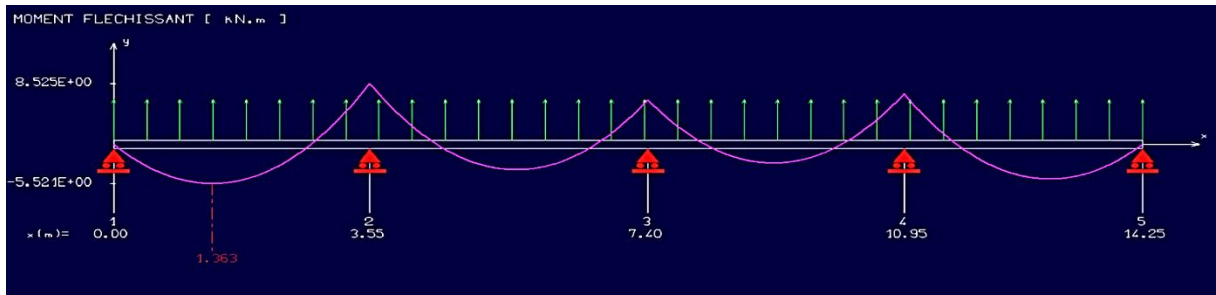 MOMENT FLECHISSANT [ kN.m ]
y
8.525E+00
x
-5.521E+00
1 2 3 4 5
x(m)= 0.00 3.55 7.40 10.95 14.25
1.363